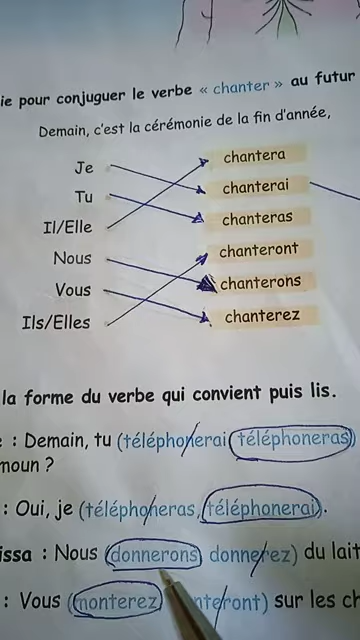 ie pour conjuguer le verbe « chanter » au futur
Demain, c'est la cérémonie de la fin d'année,
Je chantera
Tu chanterai
Il/Elle chanteras
Nous chanteront
Vous chanterons
Ils/Elles chanterez
la forme du verbe qui convient puis lis.
: Demain, tu (téléphonerai téléphoneras)
moun ?
: Oui, je (téléphoneras, téléphonerai).
issa : Nous (donnerons donnerez) du lait
: Vous (monterez nteront) sur les ch